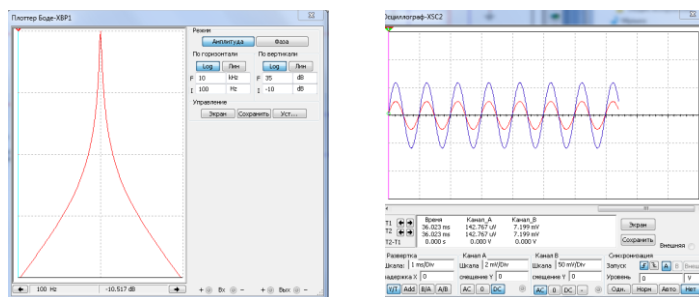 Плоттер Боде-XBP1
Режим
Амплитуда Фаза
По горизонтали По вертикали
Log Лин Log Лин
F 10 kHz F 35 dB
I 100 Hz I -10 dB
Управление
Экран Сохранить Уст...
100 Hz -10.517 dB + Вх - + Вых -
Осциллограф-XSC2
Время Канал_A Канал_B
T1 36.023 ms 142.767 uV 7.199 mV
T2 36.023 ms 142.767 uV 7.199 mV
T2-T1 0.000 s 0.000 V 0.000 V
Экран
Сохранить Внешняя
Развертка Канал A Канал B Синхронизация
Шкала: 1 ms/Div Шкала 2 mV/Div Шкала 50 mV/Div Запуск
задержка X 0 смещение Y 0 смещение Y 0 Уровень 0 V
Y/T Add B/A A/B AC 0 DC AC 0 DC - Одн. Норм Авто Нет